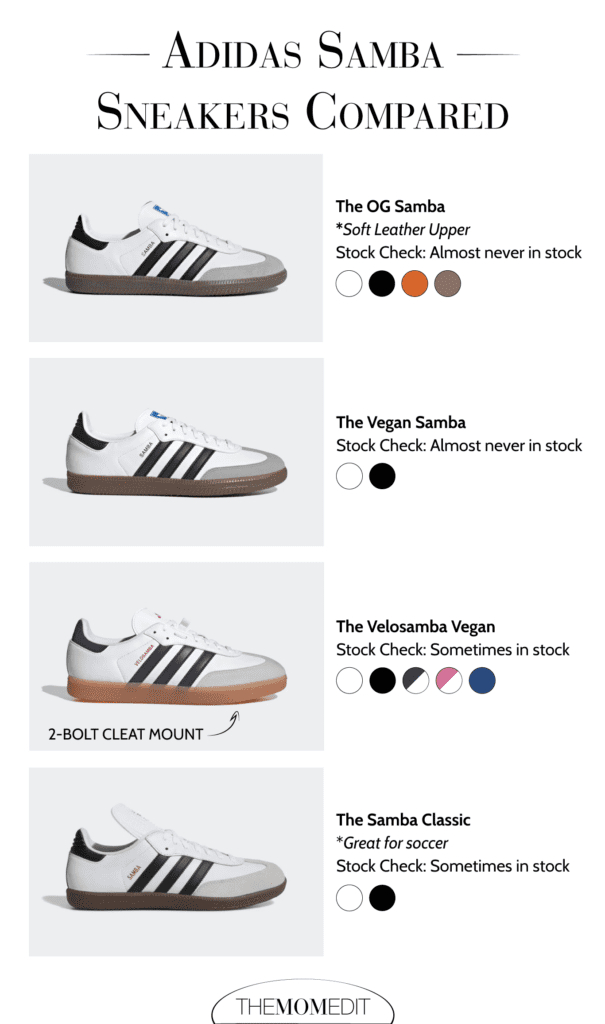 Adidas Samba
Sneakers Compared
The OG Samba
*Soft Leather Upper
Stock Check: Almost never in stock
SAMBA
The Vegan Samba
Stock Check: Almost never in stock
SAMBA
The Velosamba Vegan
Stock Check: Sometimes in stock
VELOSAMBA
2-BOLT CLEAT MOUNT
The Samba Classic
*Great for soccer
Stock Check: Sometimes in stock
SAMBA
THEMOMEDIT